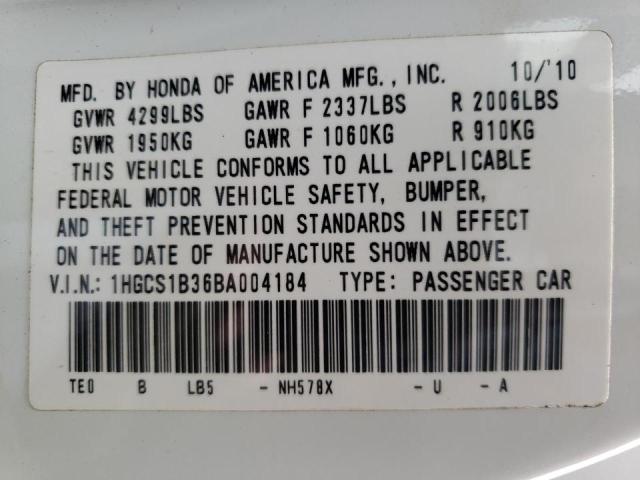 MFD. BY HONDA OF AMERICA MFG., INC. 10/'10
GVWR 4299LBS GAWR F 2337LBS R 2006LBS
GVWR 1950KG GAWR F 1060KG R 910KG
THIS VEHICLE CONFORMS TO ALL APPLICABLE
FEDERAL MOTOR VEHICLE SAFETY, BUMPER,
AND THEFT PREVENTION STANDARDS IN EFFECT
ON THE DATE OF MANUFACTURE SHOWN ABOVE.
V.I.N.: 1HGCS1B36BA004184 TYPE: PASSENGER CAR
TE0 B LB5 - NH578X - U - A